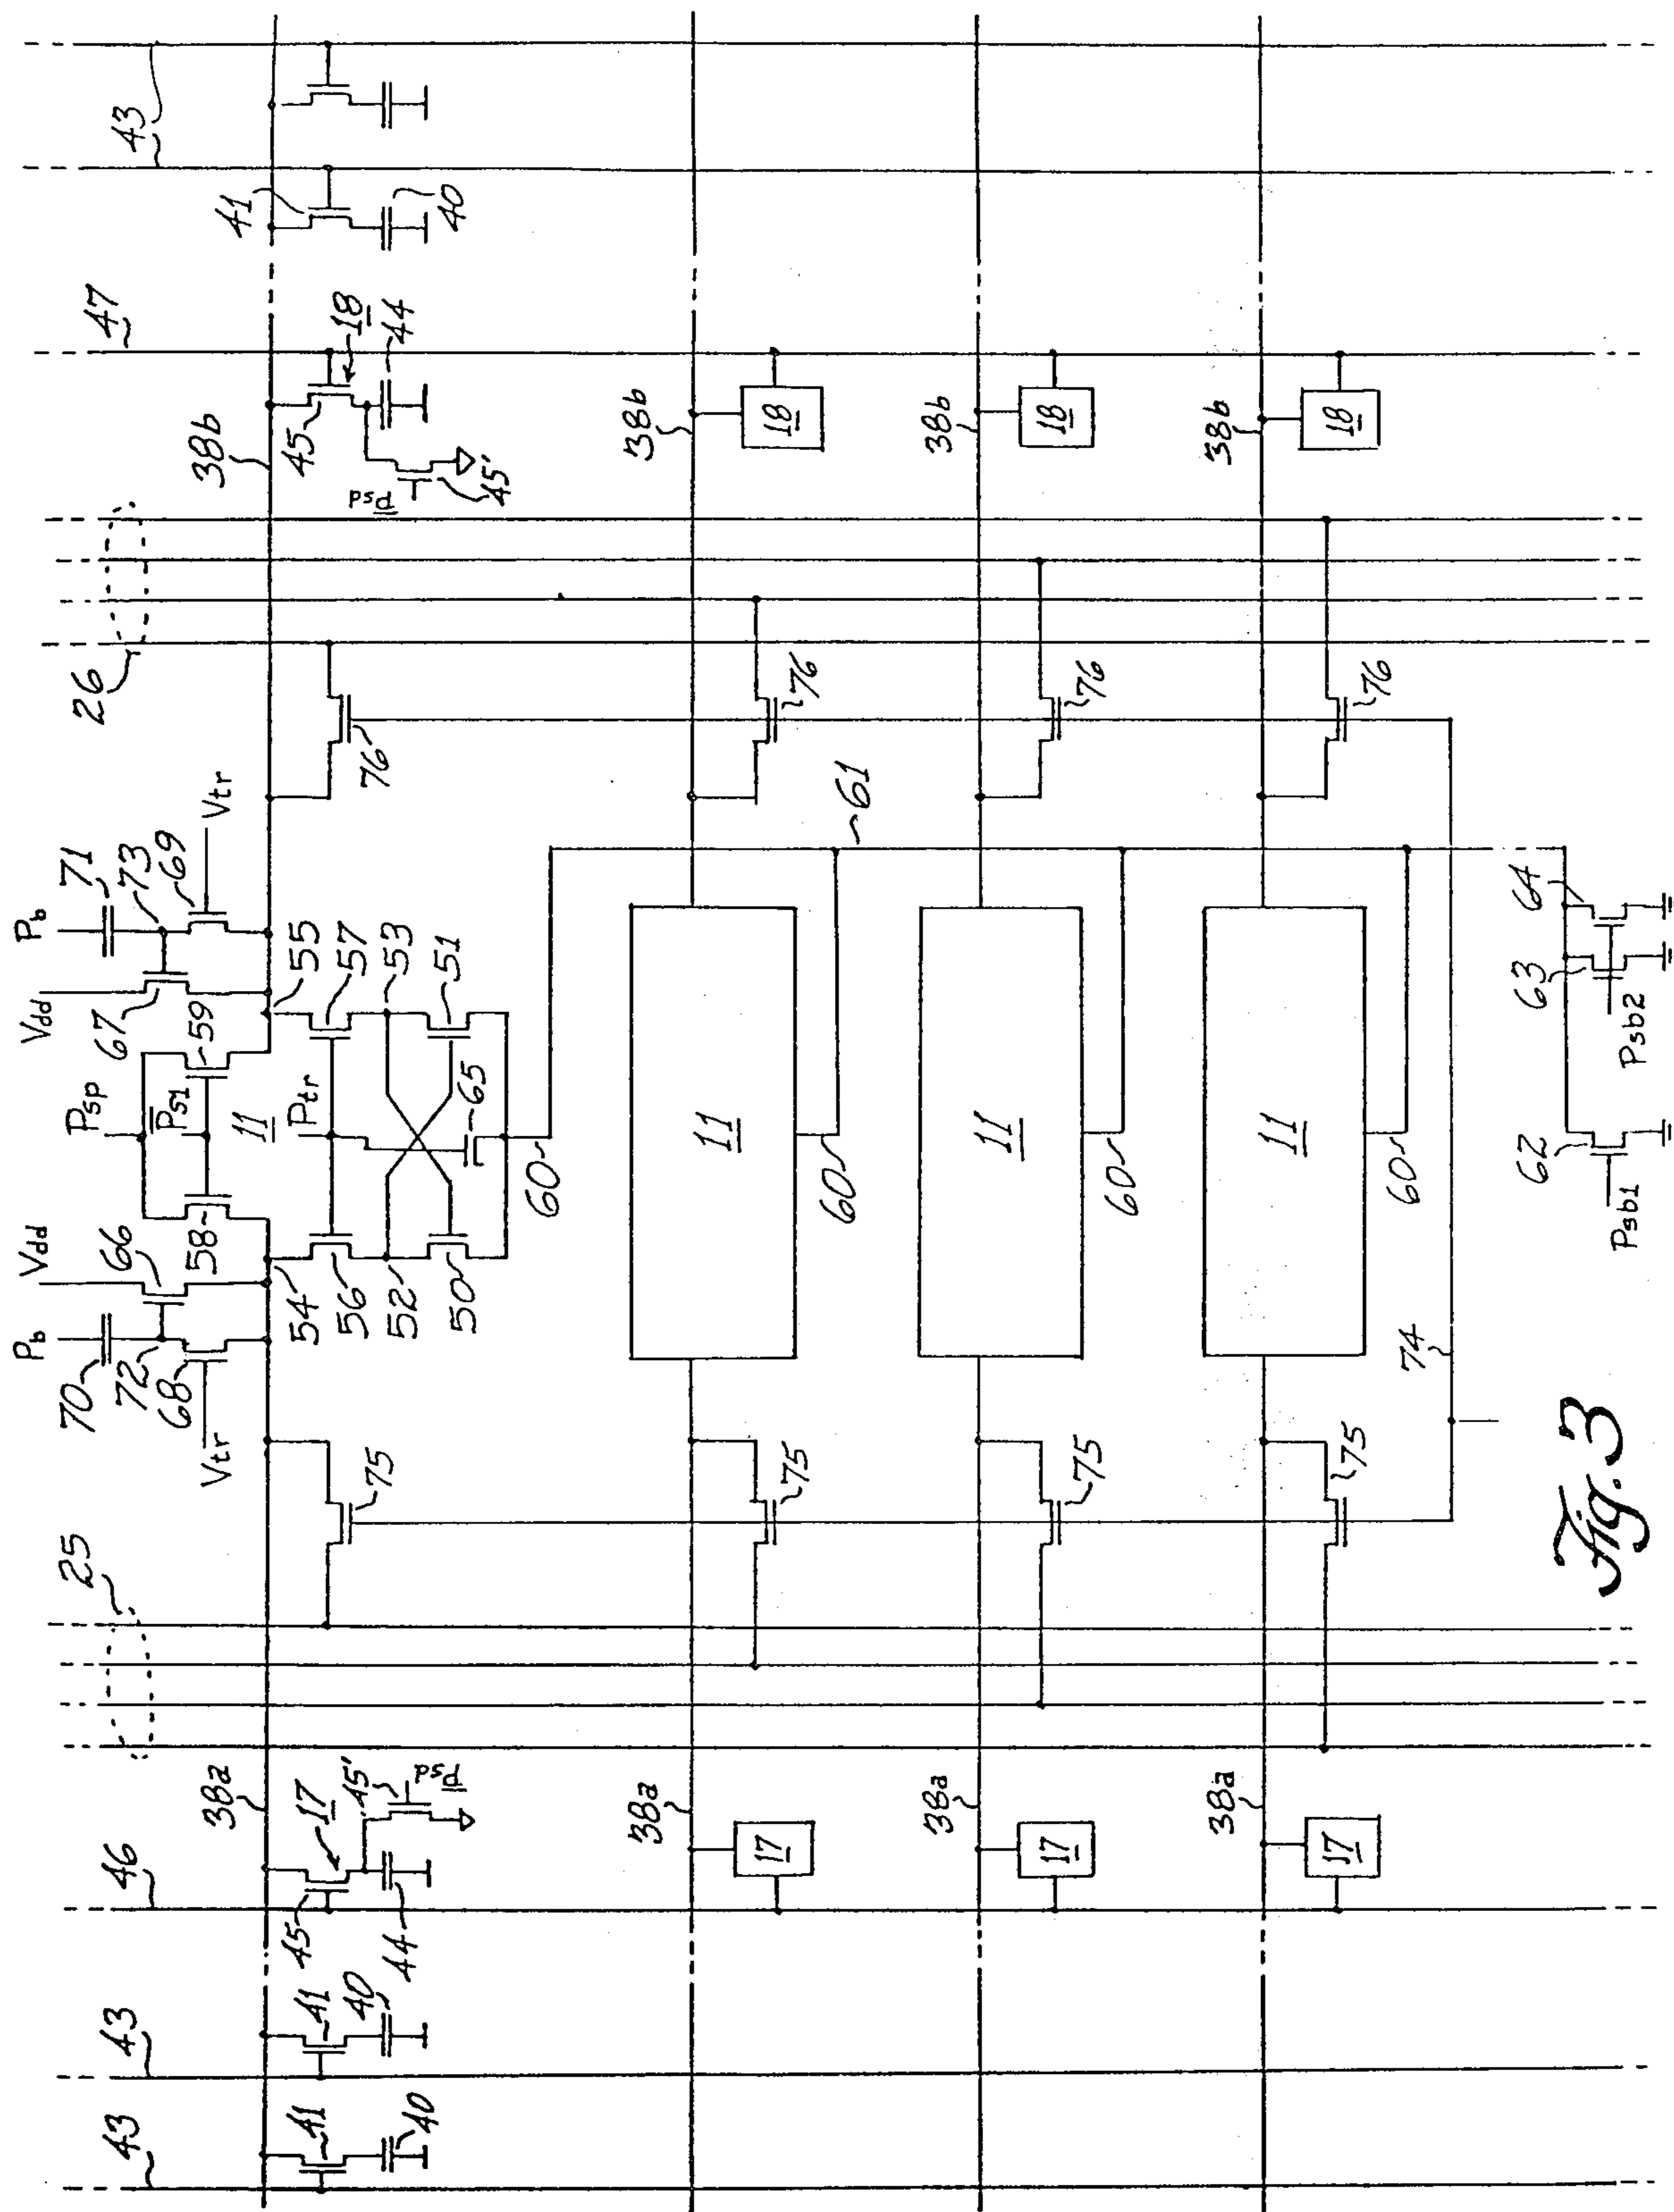 Pb Vdd Psp Vdd Pb
43 43 46 25 70 71 26 47 43
72 66 67 73
68 58 P̅s1 59 69
Vtr Vtr
38a 11 38b
41 41 45 17 75 54 Ptr 55 76 45 18 41
56 57
40 40 44 45' P̅sd 52 53 P̅sd 44 40
50 65 51 45'
60
38a 38b
17 75 11 76 18
60 61
38a 38b
17 75 11 76 18
60
38a 38b
17 75 11 76 18
60
74
62 63 64
Psb1 Psb2
Fig. 3